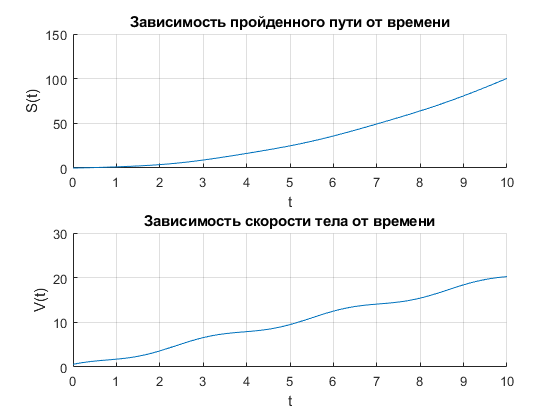 Зависимость пройденного пути от времени
150
100
50
0
S(t)
0 1 2 3 4 5 6 7 8 9 10
t
Зависимость скорости тела от времени
30
20
10
0
V(t)
0 1 2 3 4 5 6 7 8 9 10
t